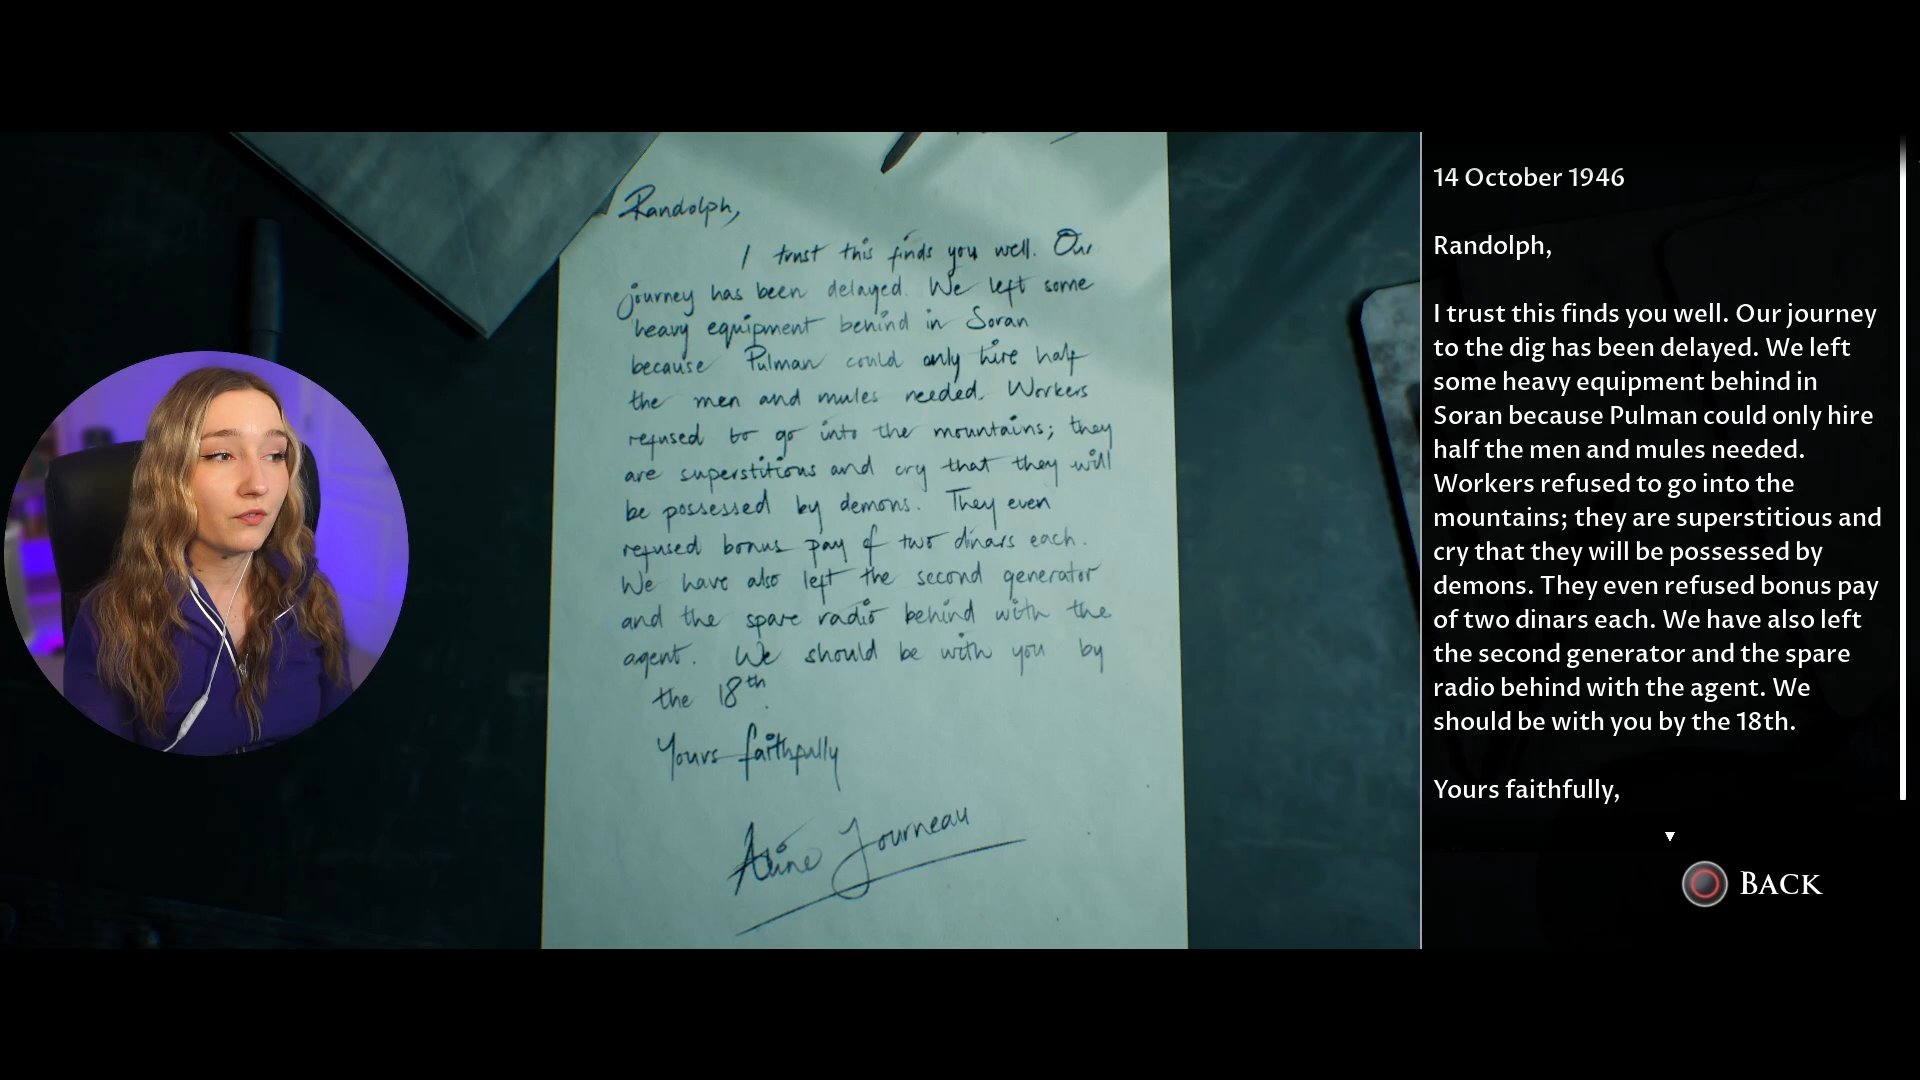 Randolph,
I trust this finds you well. Our
journey has been delayed. We left some
heavy equipment behind in Soran
because Pulman could only hire half
the men and mules needed. Workers
refused to go into the mountains; they
are superstitious and cry that they will
be possessed by demons. They even
refused bonus pay of two dinars each.
We have also left the second generator
and the spare radio behind with the
agent. We should be with you by
the 18th.
Yours faithfully
Journeau
14 October 1946
Randolph,
I trust this finds you well. Our journey
to the dig has been delayed. We left
some heavy equipment behind in
Soran because Pulman could only hire
half the men and mules needed.
Workers refused to go into the
mountains; they are superstitious and
cry that they will be possessed by
demons. They even refused bonus pay
of two dinars each. We have also left
the second generator and the spare
radio behind with the agent. We
should be with you by the 18th.
Yours faithfully,
BACK